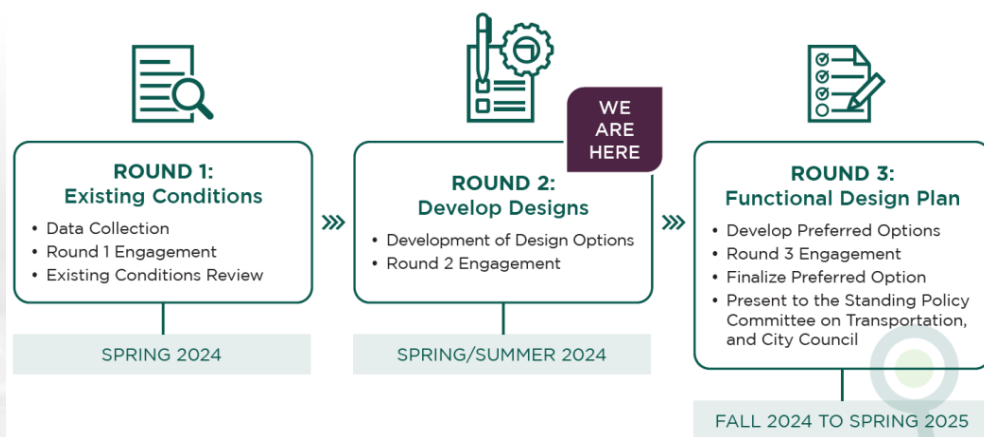 WE
ARE
HERE
ROUND 1:
Existing Conditions
• Data Collection
• Round 1 Engagement
• Existing Conditions Review
SPRING 2024
ROUND 2:
Develop Designs
• Development of Design Options
• Round 2 Engagement
SPRING/SUMMER 2024
ROUND 3:
Functional Design Plan
• Develop Preferred Options
• Round 3 Engagement
• Finalize Preferred Option
• Present to the Standing Policy
Committee on Transportation,
and City Council
FALL 2024 TO SPRING 2025